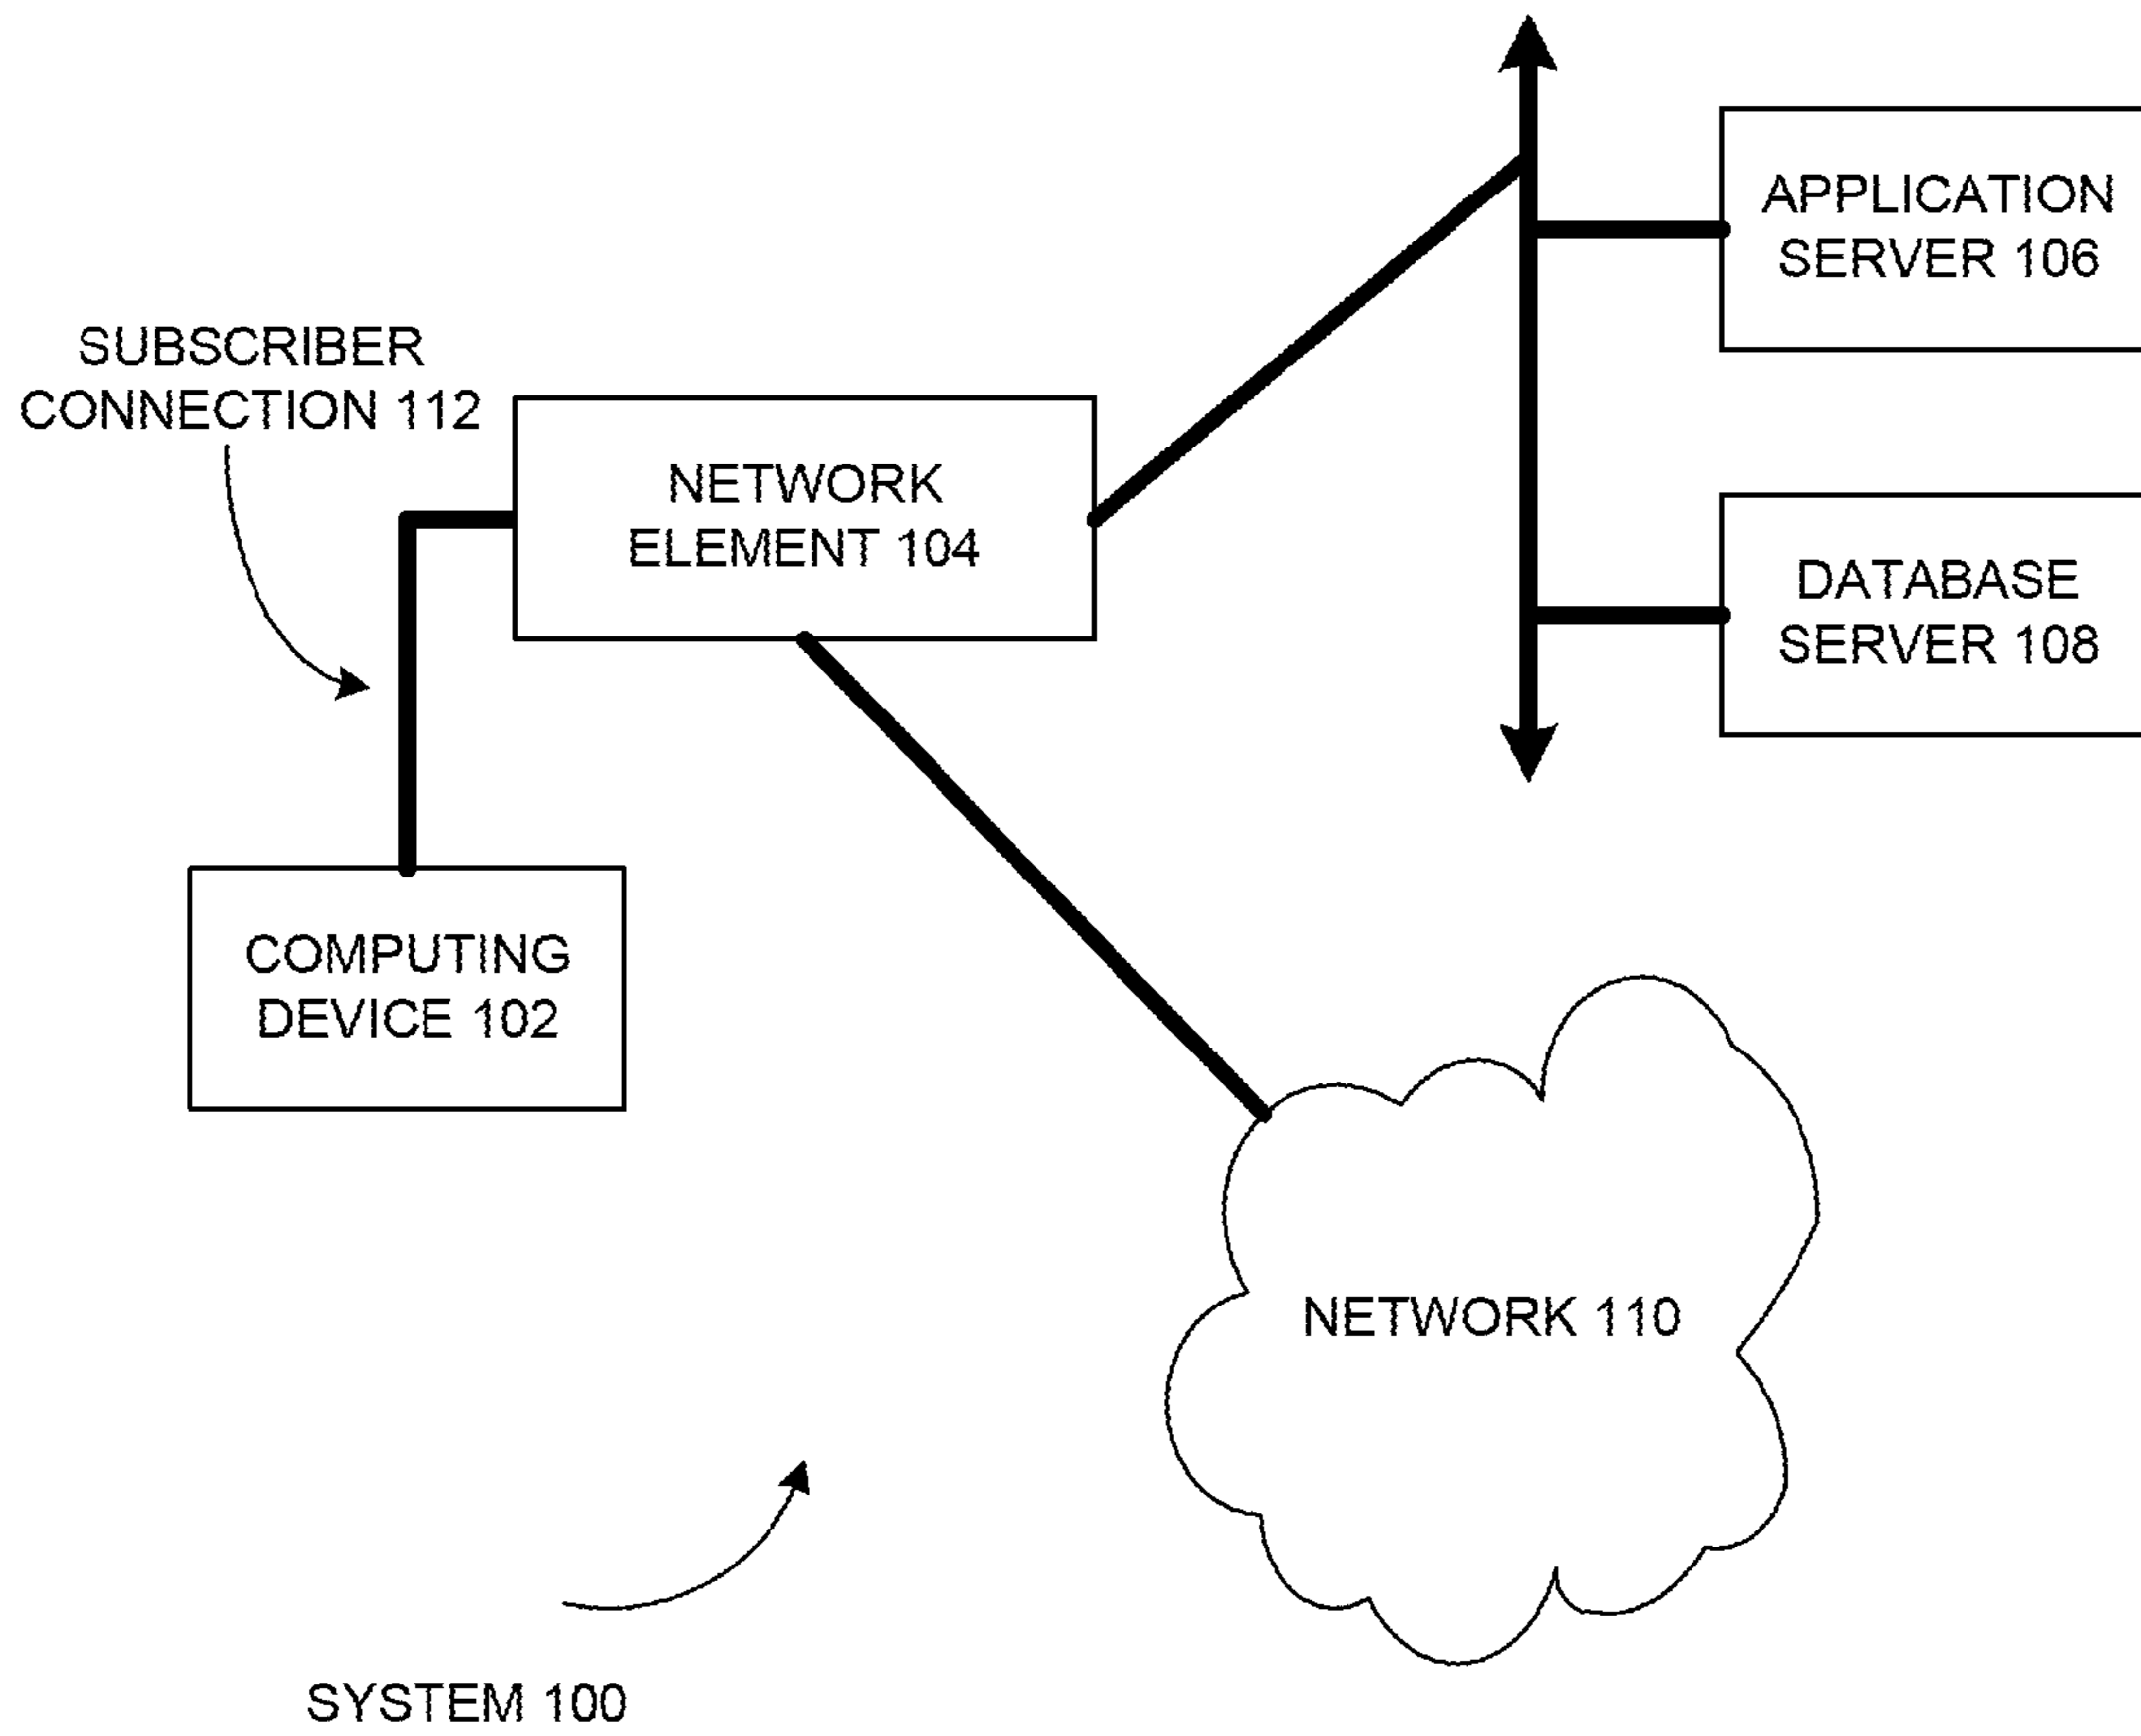 APPLICATION
SERVER 106
SUBSCRIBER
CONNECTION 112
NETWORK
ELEMENT 104
DATABASE
SERVER 108
COMPUTING
DEVICE 102
NETWORK 110
SYSTEM 100